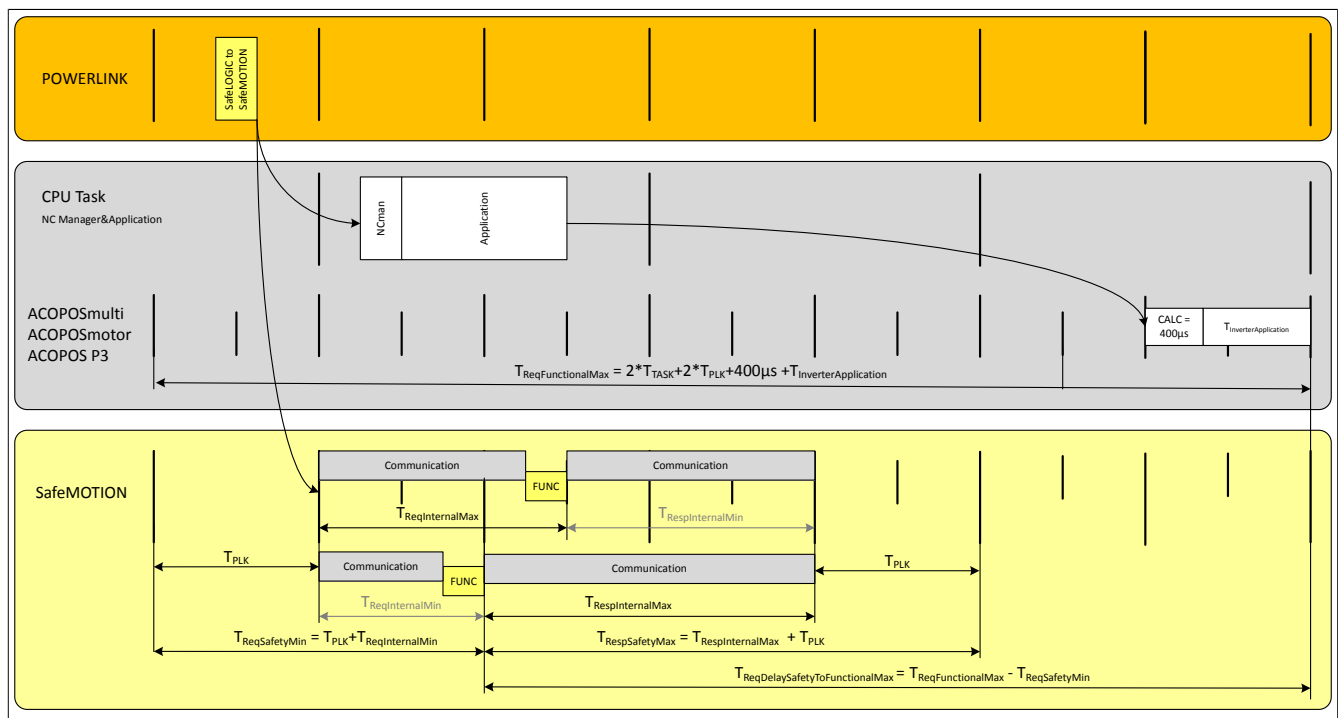 POWERLINK
SafeLOGIC to
SafeMOTION
CPU Task
NC Manager&Application
NCman
Application
ACOPOSmulti
ACOPOSmotor
ACOPOS P3
CALC =
400µs
TInverterApplication
TReqFunctionalMax = 2*TTASK+2*TPLK+400µs +TInverterApplication
SafeMOTION
Communication
FUNC
Communication
TReqInternalMax
TRespInternalMin
TPLK
Communication
FUNC
Communication
TPLK
TReqInternalMin
TRespInternalMax
TReqSafetyMin = TPLK+TReqInternalMin
TRespSafetyMax = TRespInternalMax + TPLK
TReqDelaySafetyToFunctionalMax = TReqFunctionalMax - TReqSafetyMin